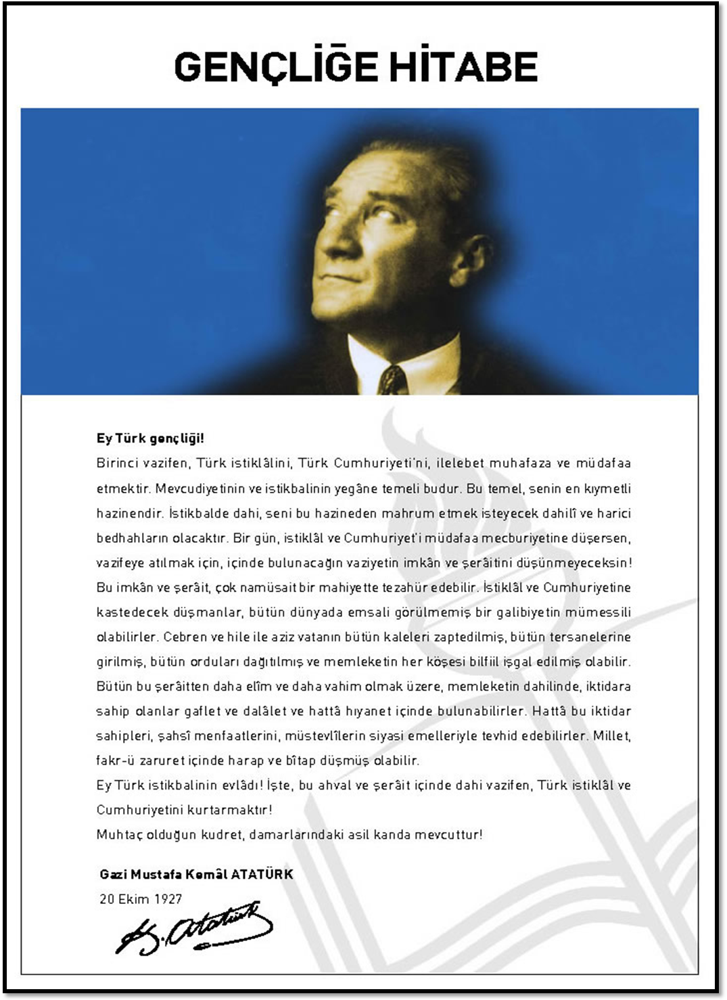 GENÇLİĞE HİTABE
Ey Türk gençliği!
Birinci vazifen, Türk istiklâlini, Türk Cumhuriyeti'ni, ilelebet muhafaza ve müdafaa
etmektir. Mevcudiyetinin ve istikbalinin yegâne temeli budur. Bu temel, senin en kıymetli
hazinendir. İstikbalde dahi, seni bu hazineden mahrum etmek isteyecek dahilî ve harici
bedhahların olacaktır. Bir gün, istiklâl ve Cumhuriyet'i müdafaa mecburiyetine düşersen,
vazifeye atılmak için, içinde bulunacağın vaziyetin imkân ve şerâitini düşünmeyeceksin!
Bu imkân ve şerâit, çok namüsait bir mahiyette tezahür edebilir. İstiklâl ve Cumhuriyetine
kastedecek düşmanlar, bütün dünyada emsali görülmemiş bir galibiyetin mümessili
olabilirler. Cebren ve hile ile aziz vatanın bütün kaleleri zaptedilmiş, bütün tersanelerine
girilmiş, bütün orduları dağıtılmış ve memleketin her köşesi bilfiil işgal edilmiş olabilir.
Bütün bu şerâitten daha elîm ve daha vahim olmak üzere, memleketin dahilinde, iktidara
sahip olanlar gaflet ve dalâlet ve hattâ hıyanet içinde bulunabilirler. Hattâ bu iktidar
sahipleri, şahsî menfaatlerini, müstevlîlerin siyasi emelleriyle tevhid edebilirler. Millet,
fakr-ü zaruret içinde harap ve bîtap düşmüş olabilir.
Ey Türk istikbalinin evlâdı! İşte, bu ahval ve şerâit içinde dahi vazifen, Türk istiklâl ve
Cumhuriyetini kurtarmaktır!
Muhtaç olduğun kudret, damarlarındaki asil kanda mevcuttur!
Gazi Mustafa Kemâl ATATÜRK
20 Ekim 1927
K. Atatürk